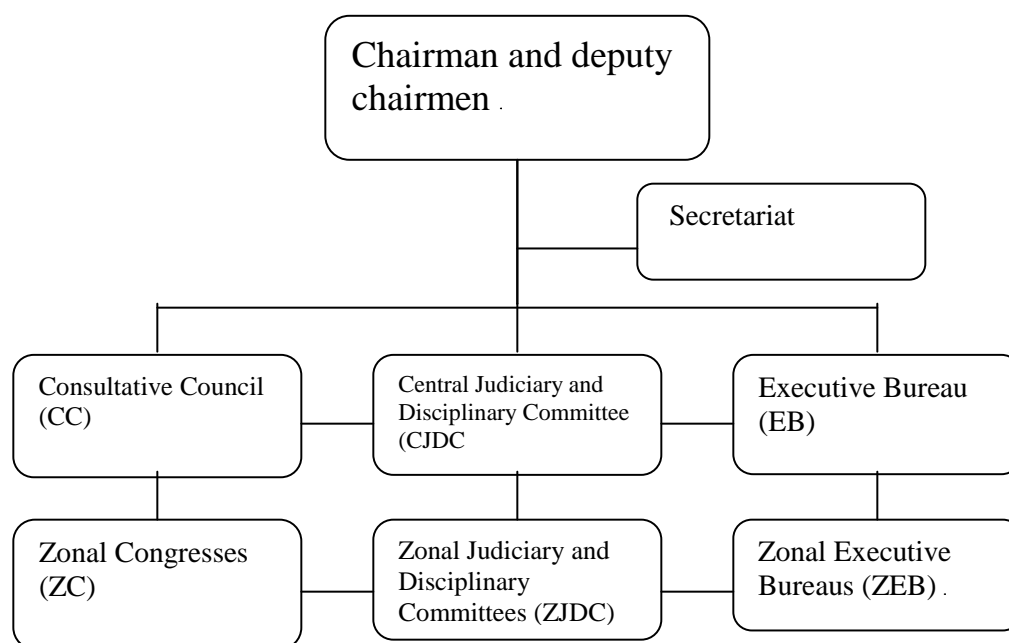 Chairman and deputy
chairmen .
Secretariat
Consultative Council
(CC)
Central Judiciary and
Disciplinary Committee
(CJDC
Executive Bureau
(EB)
Zonal Congresses
(ZC)
Zonal Judiciary and
Disciplinary
Committees (ZJDC)
Zonal Executive
Bureaus (ZEB) .